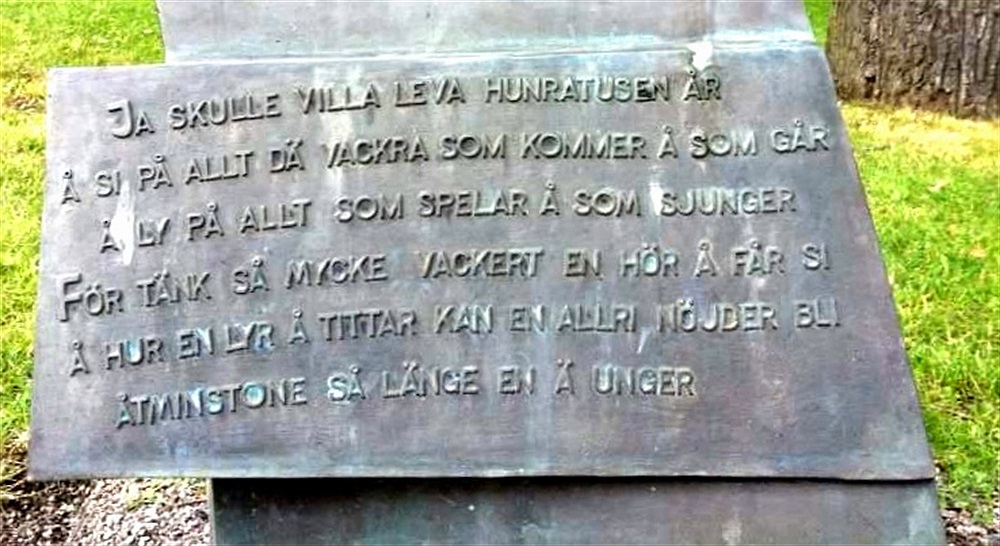 JA SKULLE VILLA LEVA HUNRATUSEN ÅR
Å SI PÅ ALLT DÄ VACKRA SOM KOMMER Å SOM GÅR
Å LY PÅ ALLT SOM SPELAR Å SOM SJUNGER
FÖR TÄNK SÅ MYCKE VACKERT EN HÖR Å FÅR SI
Å HUR EN LYR Å TITTAR KAN EN ALLRI NÖJDER BLI
ÅTMINSTONE SÅ LÄNGE EN Ä UNGER